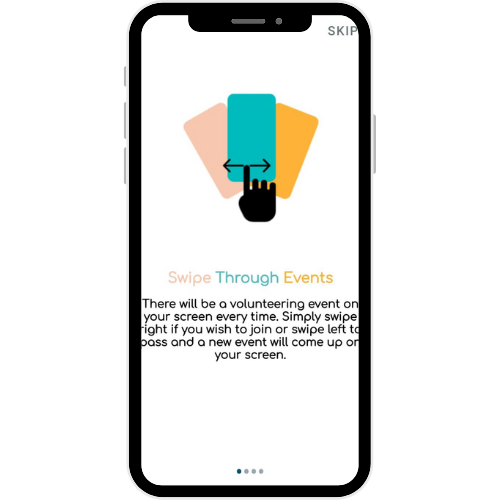 SKIP
Swipe Through Events
There will be a volunteering event on
your screen every time. Simply swipe
right if you wish to join or swipe left to
pass and a new event will come up on
your screen.